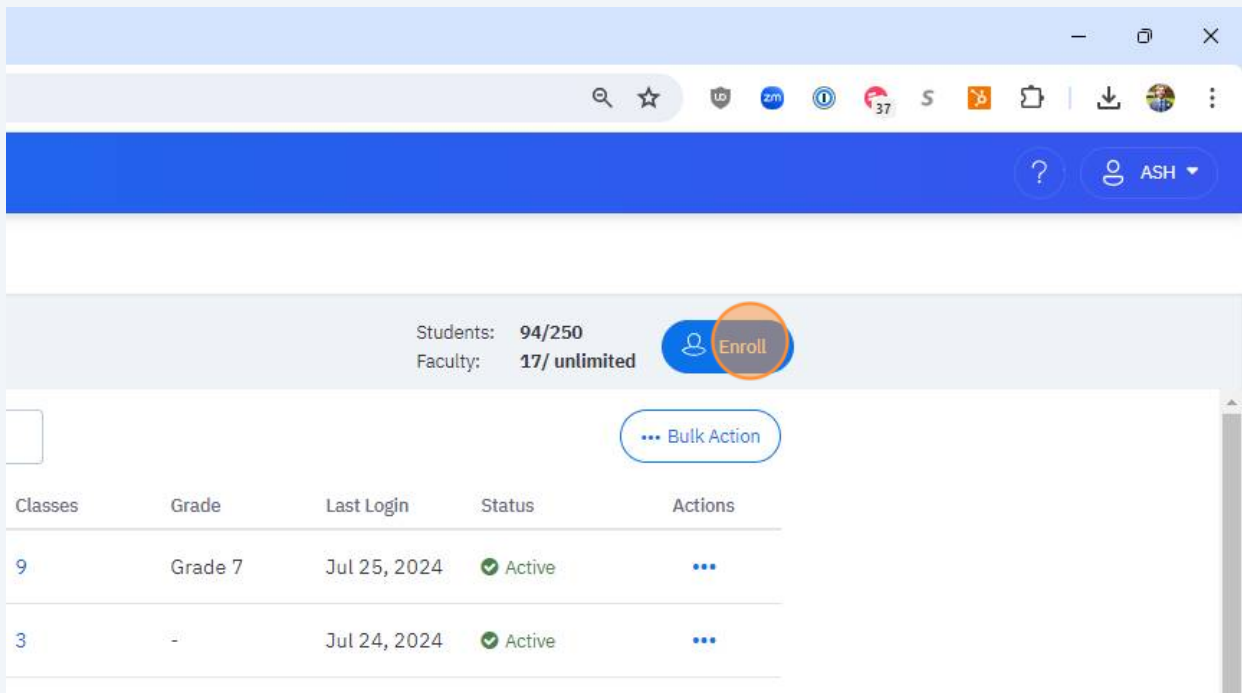 zm
37
S
?
ASH
Students: 94/250
Faculty: 17/ unlimited
Enroll
••• Bulk Action
Classes Grade Last Login Status Actions
9 Grade 7 Jul 25, 2024 Active •••
3 - Jul 24, 2024 Active •••